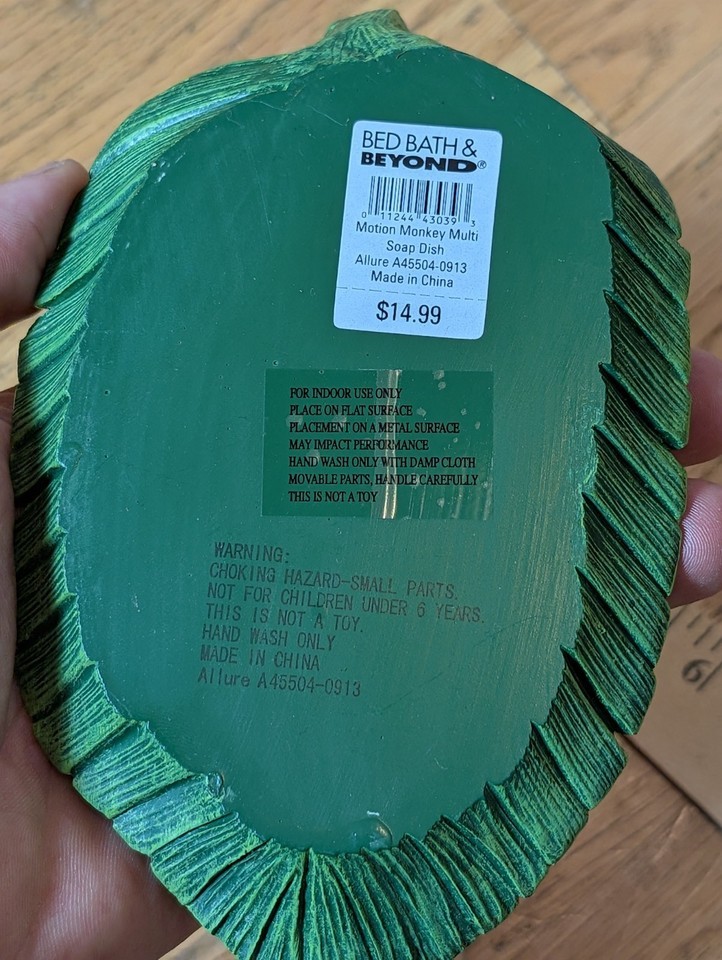 BED BATH &
BEYOND®
0 11244 43039 3
Motion Monkey Multi
Soap Dish
Allure A45504-0913
Made in China
$14.99
FOR INDOOR USE ONLY
PLACE ON FLAT SURFACE
PLACEMENT ON A METAL SURFACE
MAY IMPACT PERFORMANCE
HAND WASH ONLY WITH DAMP CLOTH
MOVABLE PARTS, HANDLE CAREFULLY
THIS IS NOT A TOY
WARNING:
CHOKING HAZARD-SMALL PARTS.
NOT FOR CHILDREN UNDER 6 YEARS.
THIS IS NOT A TOY.
HAND WASH ONLY
MADE IN CHINA
Allure A45504-0913